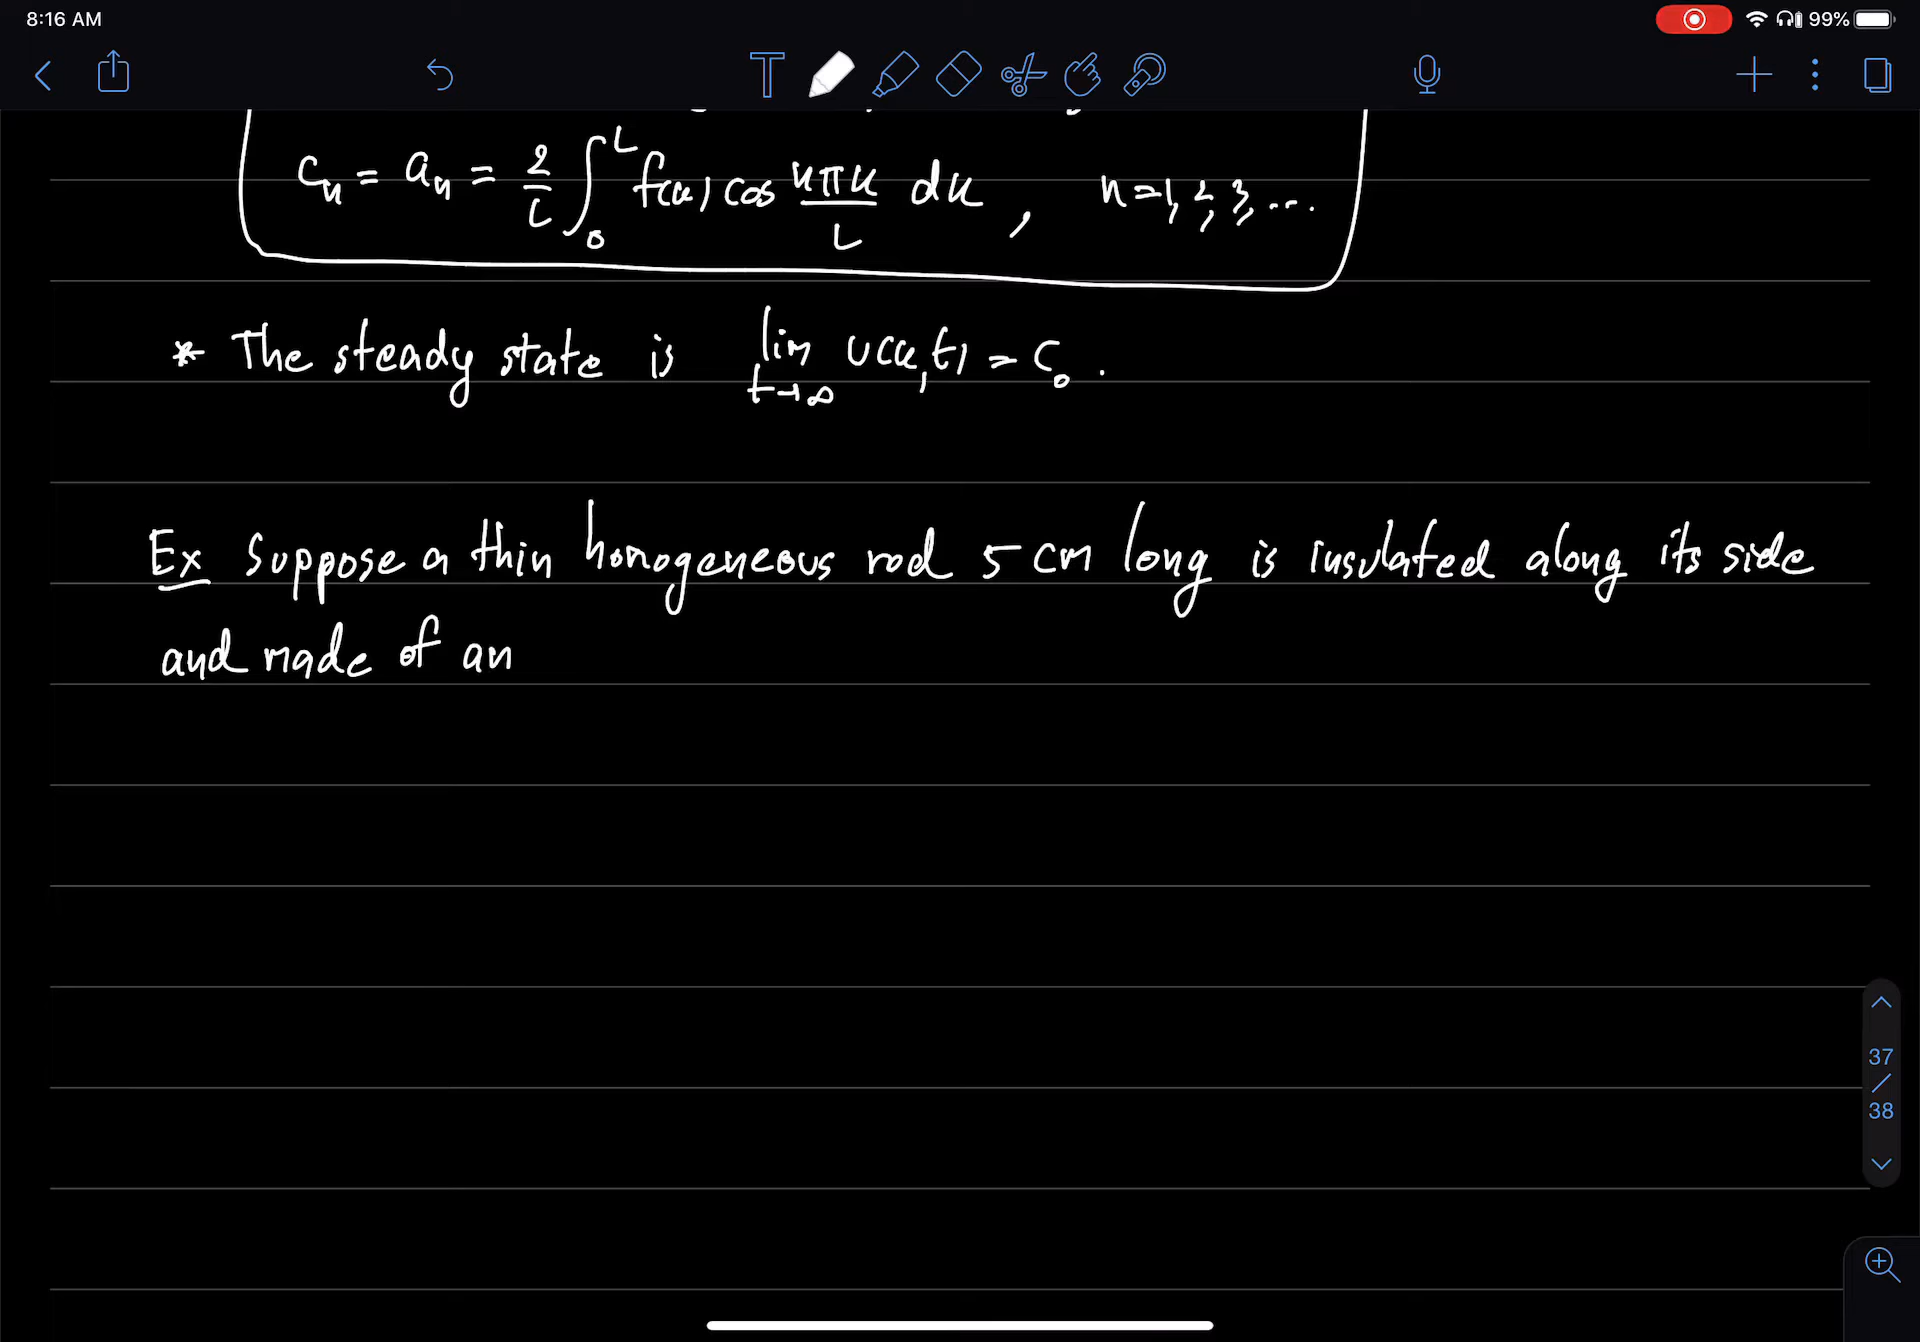 8:16 AM
99%
T
Cn = an = 2/L ∫₀ᴸ f(x) cos nπx/L dx , n=1, 2, 3, ....
* The steady state is lim t→∞ u(x,t) = C₀ .
Ex Suppose a thin homogeneous rod 5 cm long is insulated along its side
and made of an
37
/
38